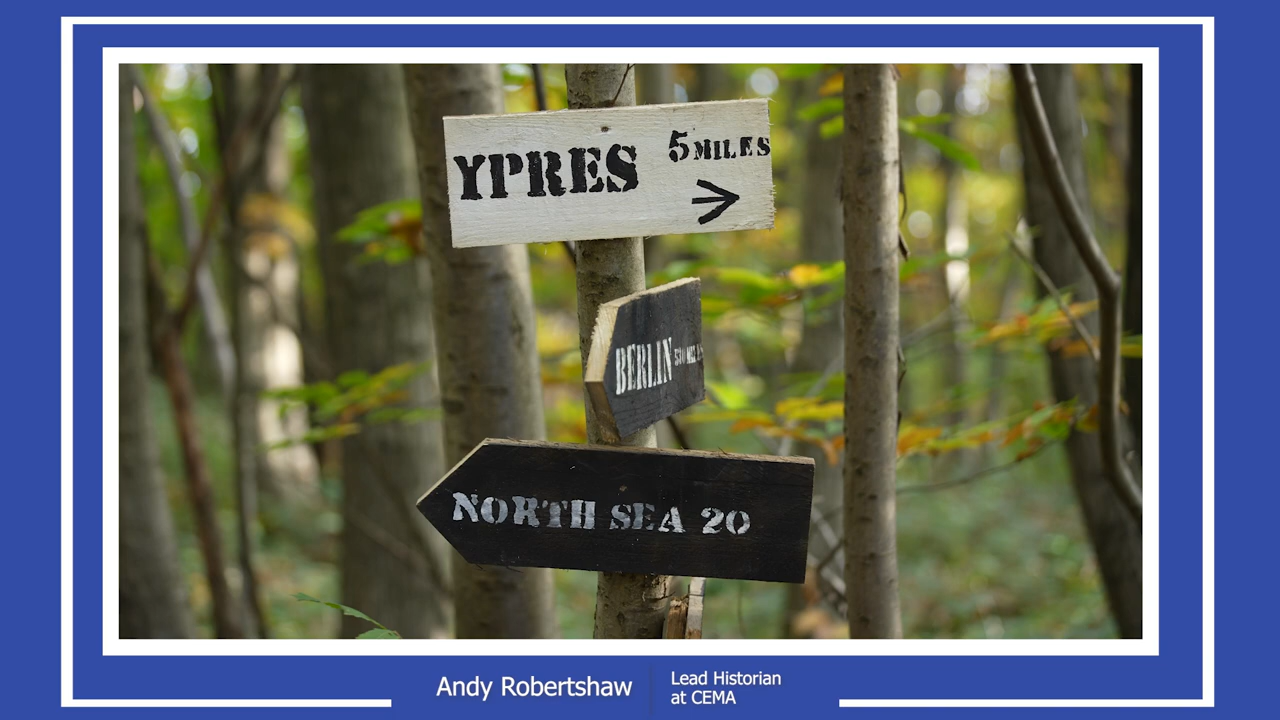 YPRES 5 MILES
BERLIN
NORTH SEA 20
Andy Robertshaw
Lead Historian
at CEMA